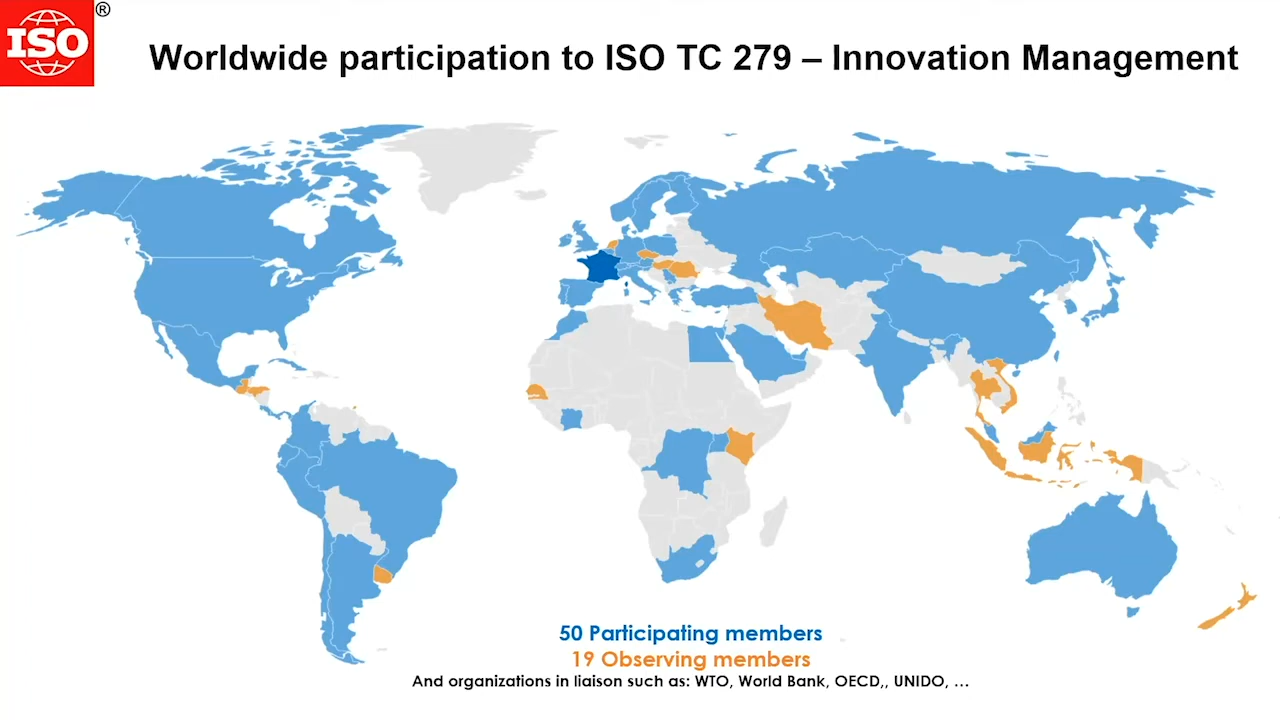 ISO
®
Worldwide participation to ISO TC 279 – Innovation Management
50 Participating members
19 Observing members
And organizations in liaison such as: WTO, World Bank, OECD,, UNIDO, …